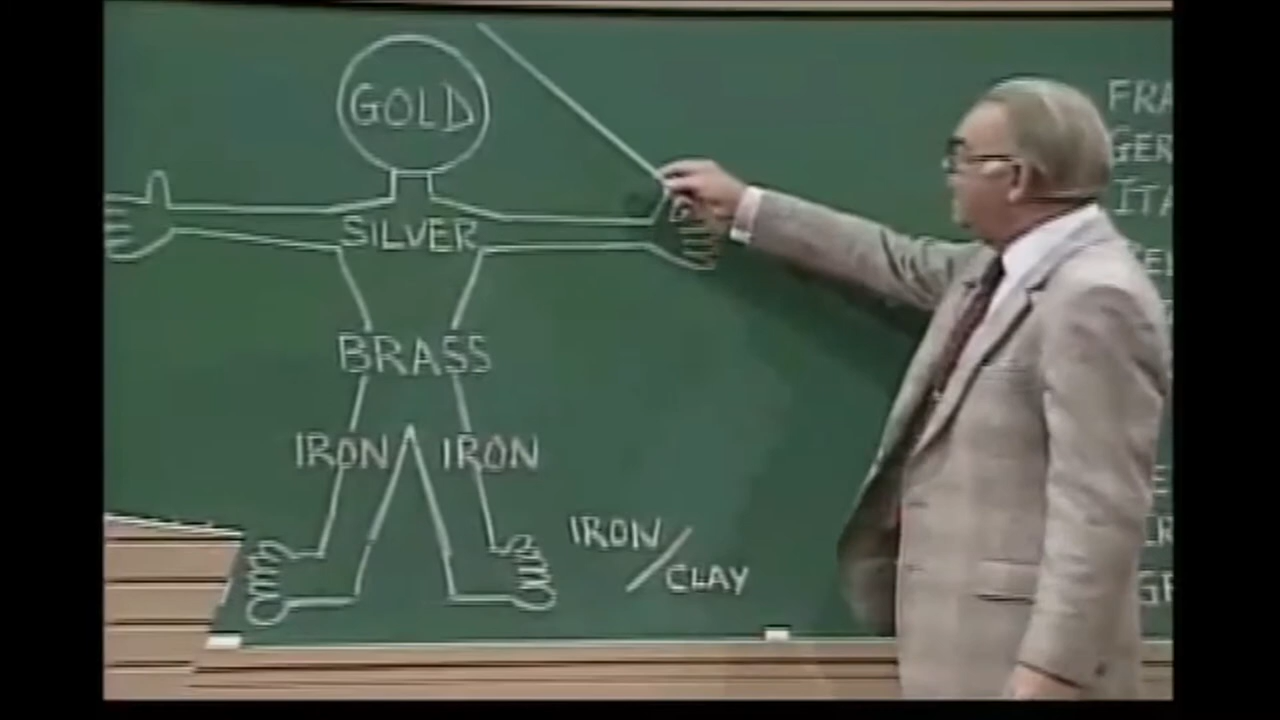 GOLD
SILVER
BRASS
IRON IRON
IRON/
CLAY
FRA
GER
ITA